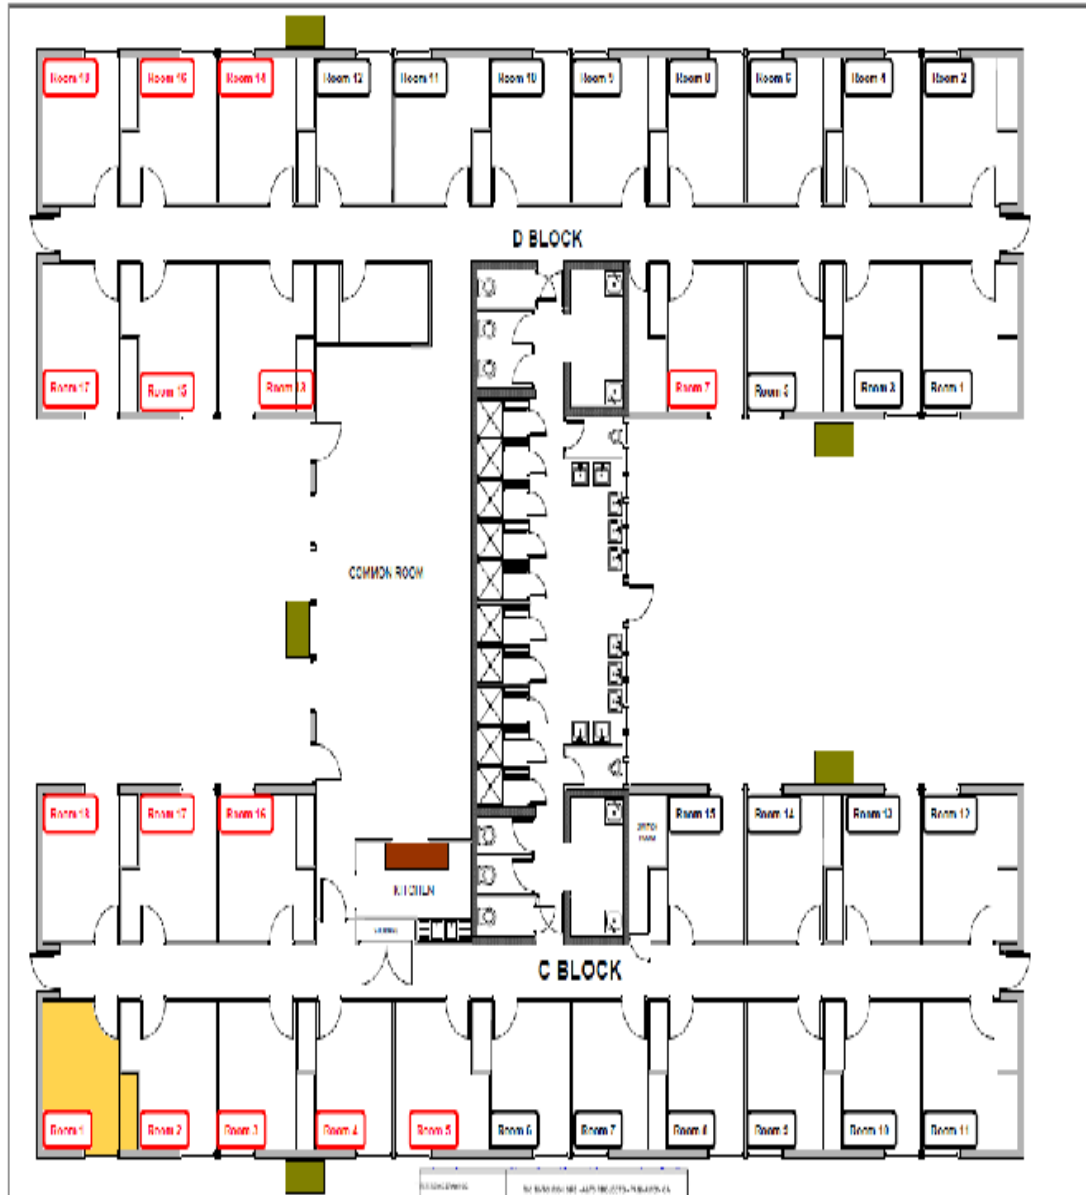 Room 18 Room 16 Room 14 Room 12 Room 11 Room 10 Room 9 Room 8 Room 6 Room 4 Room 2
D BLOCK
Room 17 Room 15 Room 13 Room 7 Room 5 Room 3 Room 1
COMMON ROOM
Room 18 Room 17 Room 16 Room 15 Room 14 Room 13 Room 12
ROOM
KITCHEN
C BLOCK
Room 1 Room 2 Room 3 Room 4 Room 5 Room 6 Room 7 Room 8 Room 9 Room 10 Room 11